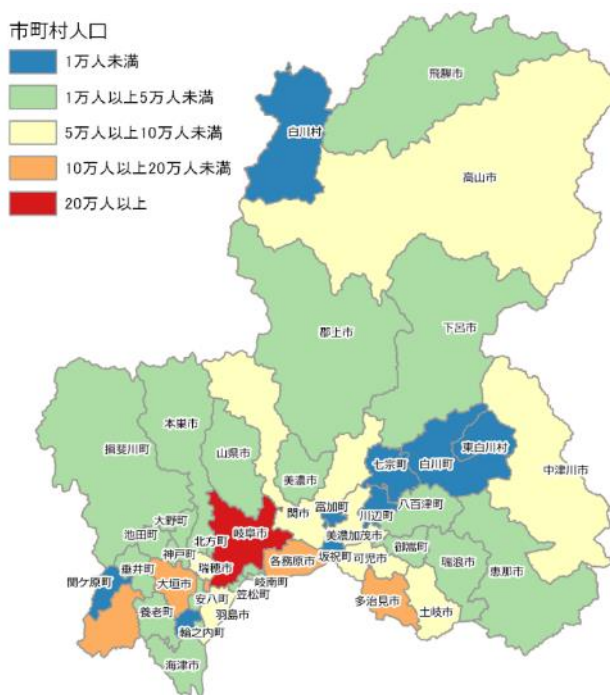 市町村人口
1万人未満
1万人以上5万人未満
5万人以上10万人未満
10万人以上20万人未満
20万人以上
飛騨市
白川村
高山市
郡上市
下呂市
本巣市
揖斐川町
山県市
美濃市
七宗町
白川町
東白川村
中津川市
関市
富加町
川辺町
八百津町
大野町
池田町
北方町
岐阜市
美濃加茂市
御嵩町
神戸町
坂祝町
可児市
瑞浪市
恵那市
関ケ原町
垂井町
大垣市
瑞穂市
各務原市
岐南町
笠松町
安八町
羽島市
多治見市
土岐市
養老町
輪之内町
海津市